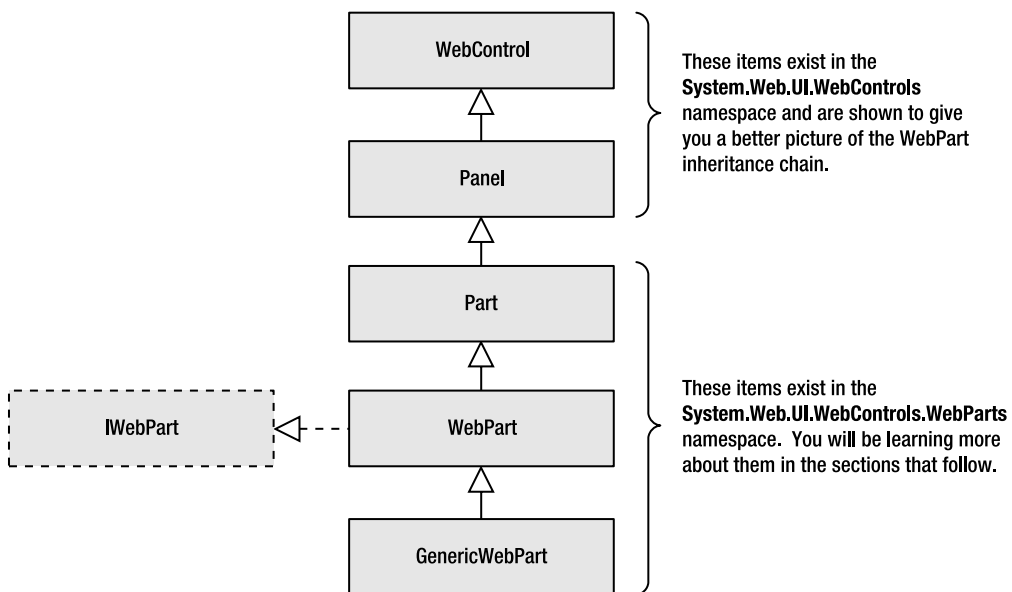 WebControl
These items exist in the
System.Web.UI.WebControls
namespace and are shown to give
you a better picture of the WebPart
inheritance chain.
Panel
Part
IWebPart
WebPart
These items exist in the
System.Web.UI.WebControls.WebParts
namespace. You will be learning more
about them in the sections that follow.
GenericWebPart